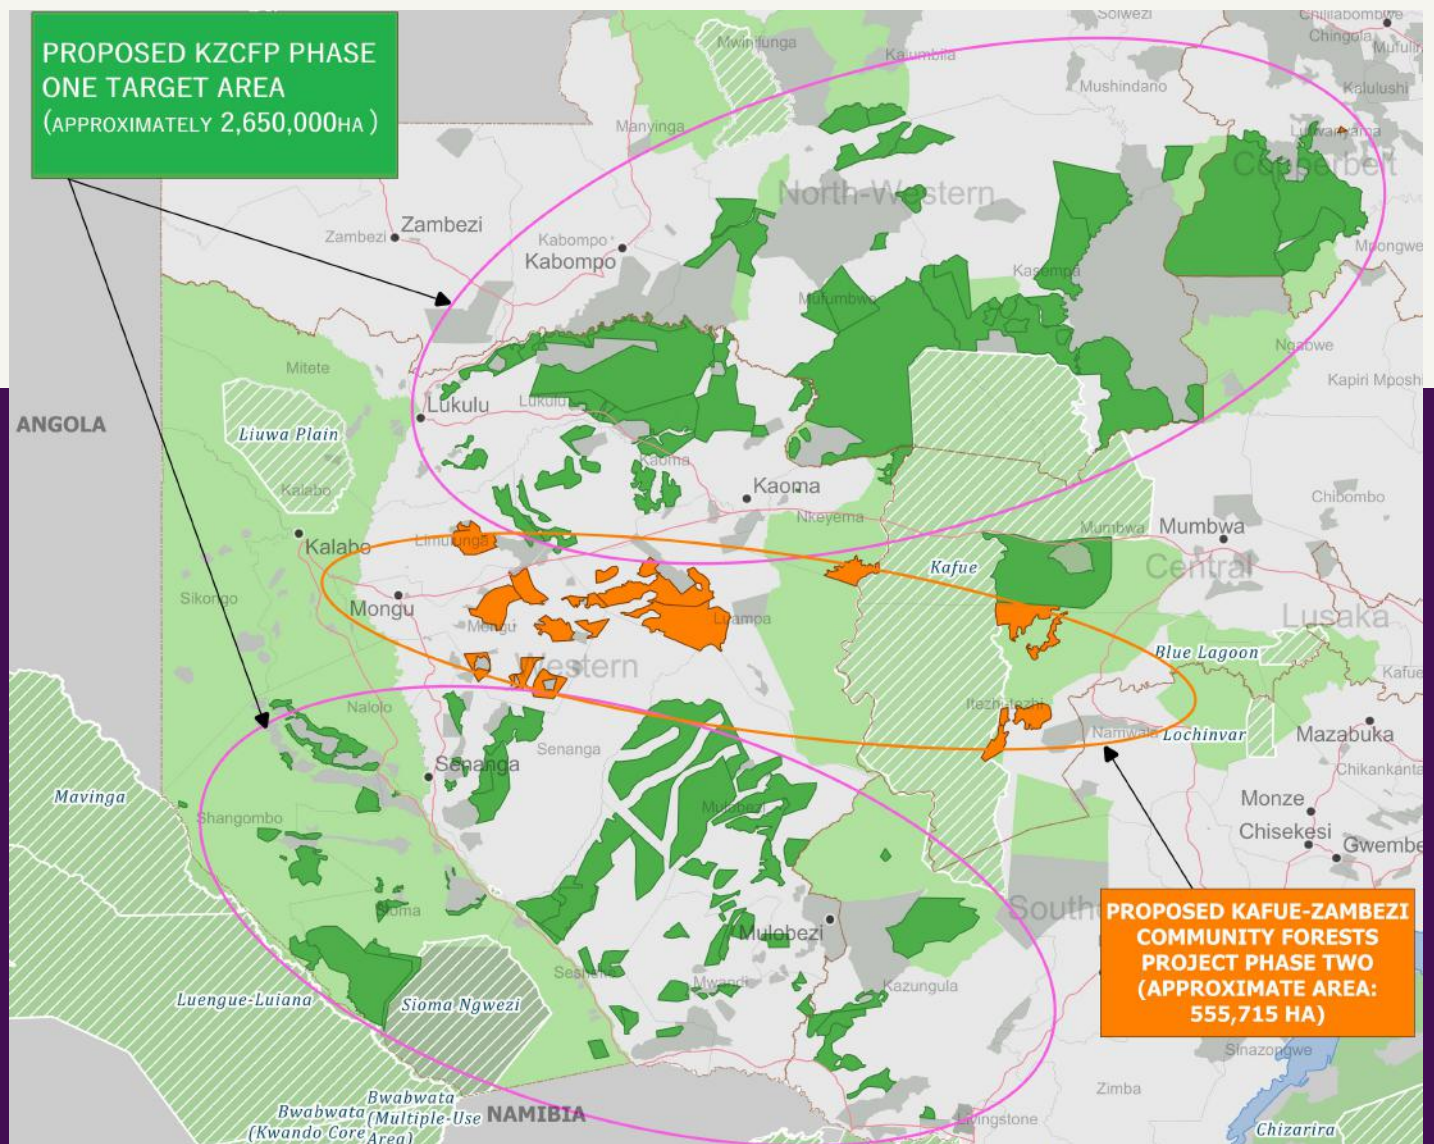 PROPOSED KZCFP PHASE
ONE TARGET AREA
(APPROXIMATELY 2,650,000HA )
Solwezi
Chililabombwe
Chingola
Mufulira
Mwinilunga
Kalumbila
Mushindano
Kalulushi
Manyinga
Lufwanyama
Copperbelt
North-Western
Zambezi
Zambezi
Kabompo
Kabompo
Mpongwe
Kasempa
Mufumbwe
Ngabwe
Mitete
Kapiri Mposhi
Lukulu
Lukulu
ANGOLA
Liuwa Plain
Kaoma
Kalabo
Kaoma
Chibombo
Nkeyema
Mumbwa
Mumbwa
Kalabo
Limulunga
Kafue
Central
Sikongo
Mongu
Mongu
Luampa
Lusaka
Blue Lagoon
Western
Kafue
Nalolo
Itezhi-tezhi
Namwala
Lochinvar
Mazabuka
Senanga
Senanga
Chikankanta
Mavinga
Shangombo
Mulobezi
Monze
Chisekesi
Gwembe
Sioma
South
PROPOSED KAFUE-ZAMBEZI
COMMUNITY FORESTS
PROJECT PHASE TWO
(APPROXIMATE AREA:
555,715 HA)
Mulobezi
Sesheke
Mwandi
Kazungula
Luengue-Luiana
Sioma Ngwezi
Sinazongwe
Zimba
Bwabwata
(Kwando Core
Bwabwata
(Multiple-Use
Area)
NAMIBIA
Livingstone
Chizarira